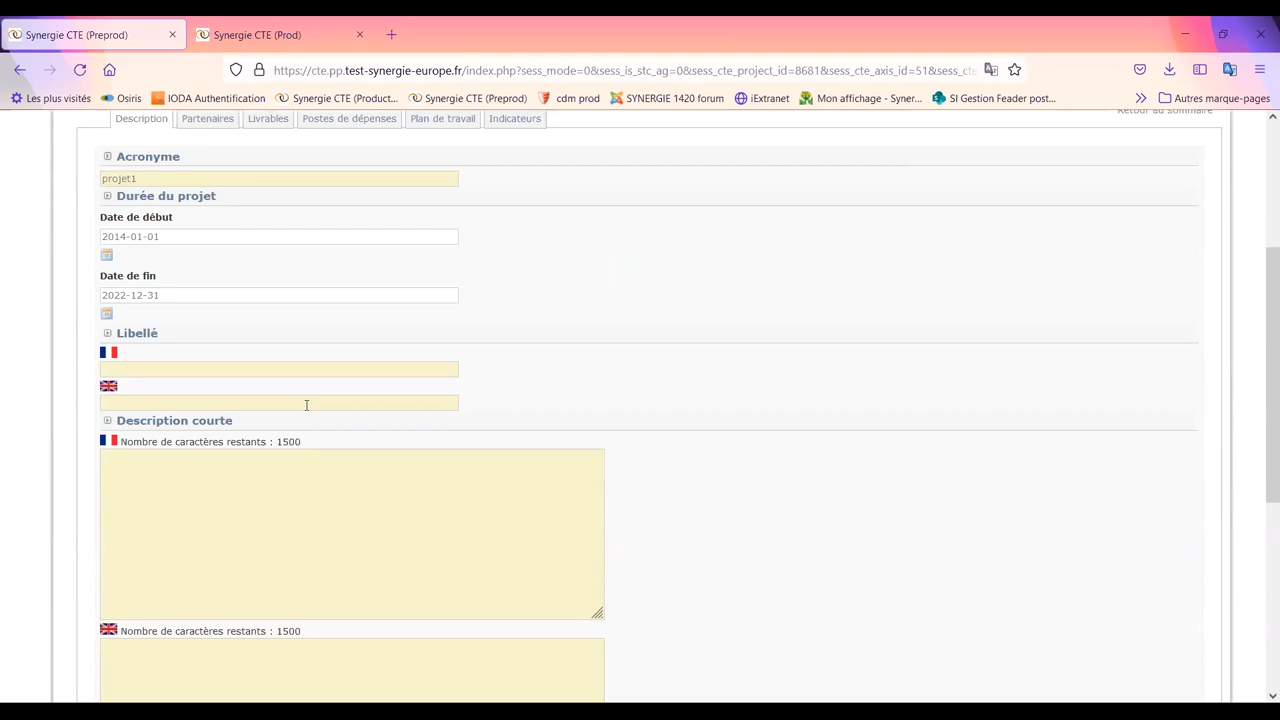 Synergie CTE (Preprod)
Synergie CTE (Prod)
https://cte.pp.test-synergie-europe.fr/index.php?sess_mode=0&sess_is_stc_ag=0&sess_cte_project_id=8681&sess_cte_axis_id=51&sess_cte
Les plus visités
Osiris
IODA Authentification
Synergie CTE (Product...
Synergie CTE (Preprod)
cdm prod
SYNERGIE 1420 forum
iExtranet
Mon affichage - Syner...
SI Gestion Feader post...
Autres marque-pages
Retour au sommaire
Description
Partenaires
Livrables
Postes de dépenses
Plan de travail
Indicateurs
Acronyme
projet1
Durée du projet
Date de début
2014-01-01
Date de fin
2022-12-31
Libellé
Description courte
Nombre de caractères restants : 1500
Nombre de caractères restants : 1500